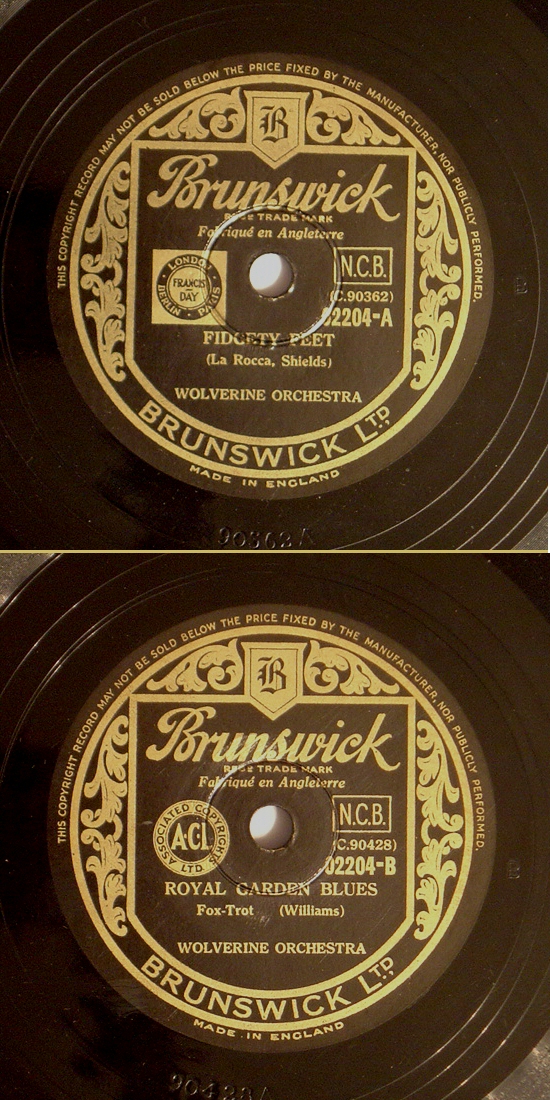 THIS COPYRIGHT RECORD MAY NOT BE SOLD BELOW THE PRICE FIXED BY THE MANUFACTURER, NOR PUBLICLY PERFORMED.
B
Brunswick
REGD TRADE MARK
Fabriqué en Angleterre
LONDON
FRANCIS
DAY
BERLIN · PARIS
N.C.B.
(C.90362)
02204-A
FIDGETY FEET
(La Rocca, Shields)
WOLVERINE ORCHESTRA
BRUNSWICK LTD.,
MADE IN ENGLAND
90362 A
THIS COPYRIGHT RECORD MAY NOT BE SOLD BELOW THE PRICE FIXED BY THE MANUFACTURER, NOR PUBLICLY PERFORMED.
B
Brunswick
REGD TRADE MARK
Fabriqué en Angleterre
ASSOCIATED COPYRIGHTS
ACL
LTD
N.C.B.
(C.90428)
02204-B
ROYAL GARDEN BLUES
Fox-Trot (Williams)
WOLVERINE ORCHESTRA
BRUNSWICK LTD.,
MADE IN ENGLAND
90428A